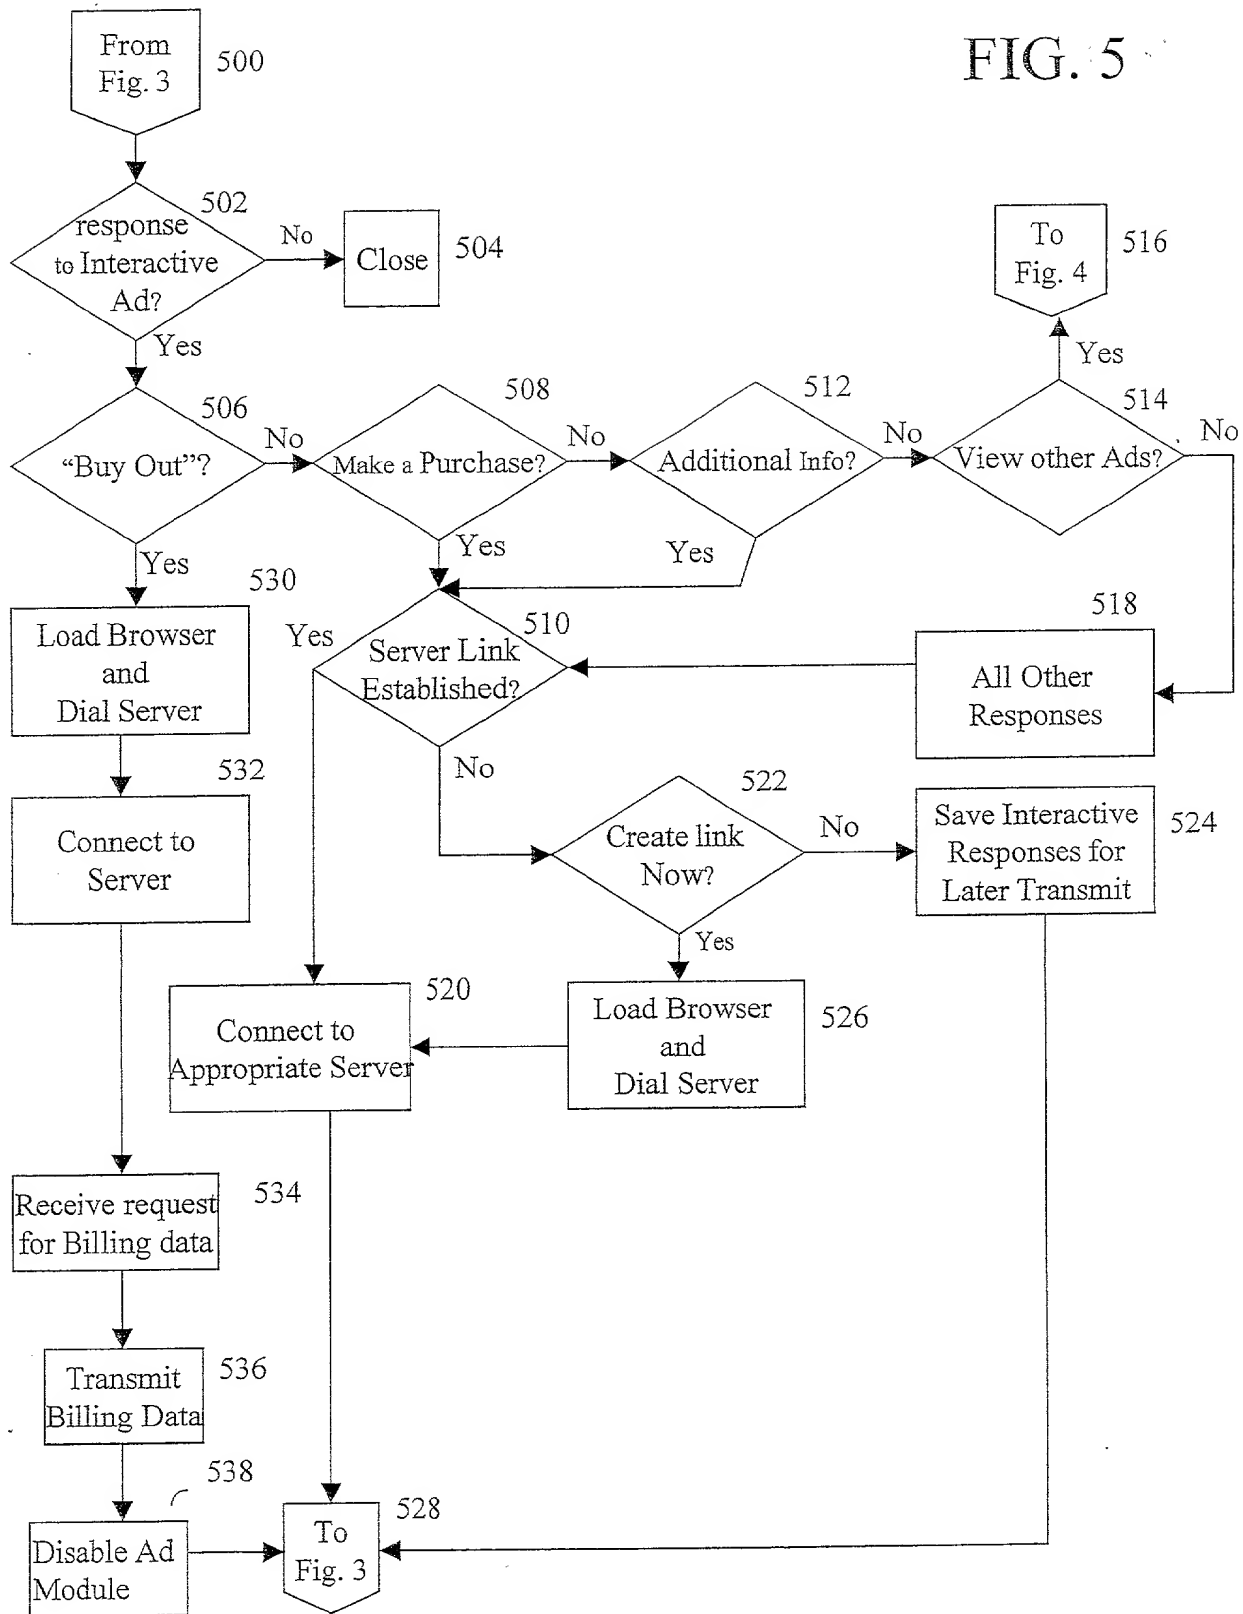 FIG. 5
From
Fig. 3
500
response
to Interactive
Ad?
502
No
Close
504
Yes
To
Fig. 4
516
Yes
"Buy Out"?
506
No
Make a Purchase?
508
No
Additional Info?
512
No
View other Ads?
514
No
Yes
Yes
Yes
530
Load Browser
and
Dial Server
Yes
Server Link
Established?
510
No
518
All Other
Responses
532
Connect to
Server
522
Create link
Now?
No
Save Interactive
Responses for
Later Transmit
524
Yes
520
Connect to
Appropriate Server
Load Browser
and
Dial Server
526
Receive request
for Billing data
534
Transmit
Billing Data
536
538
Disable Ad
Module
To
Fig. 3
528